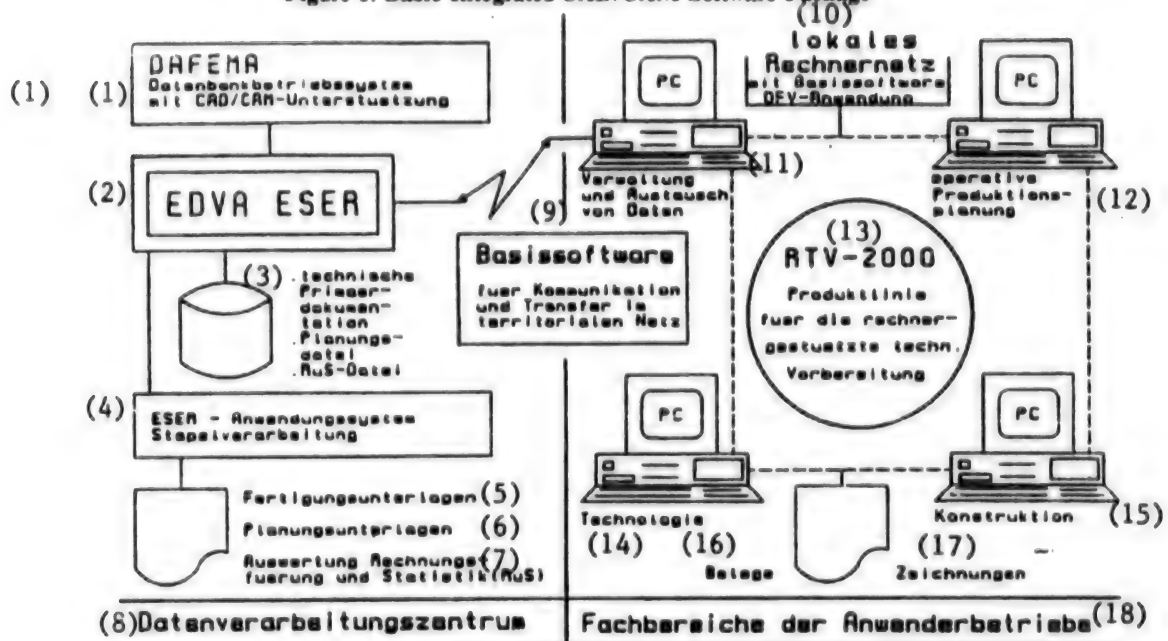 (1) (1) DAFEMA
Datenbankbetriebssystem
mit CAD/CAM-Unterstuetzung
(2) EDVA ESER
(3) .technische
Primaer-
dokumen-
tation
.Planungs-
datei
.RuS-Datei
(4) ESER - Anwendungssystem
Stapelverarbeitung
Fertigungsunterlagen (5)
Planungsunterlagen (6)
Auswertung Rechnungs- (7)
fuerung und Statistik(RuS)
(8) Datenverarbeitungszentrum
(9)
Basissoftware
fuer Kommunikation
und Transfer im
territorialen Netz
(10)
lokales
Rechnernetz
mit Basissoftware
DFV-Anwendung
PC
(11)
Verwaltung
und Austausch
von Daten
PC
operative
Produktions-
planung
(12)
(13)
RTV-2000
Produktlinie
fuer die rechner-
gestuetzte techn.
Vorbereitung
PC
Technologie
(14)
PC
Konstruktion (15)
(16)
Belege
(17)
Zeichnungen
Fachbereiche der Anwenderbetriebe (18)